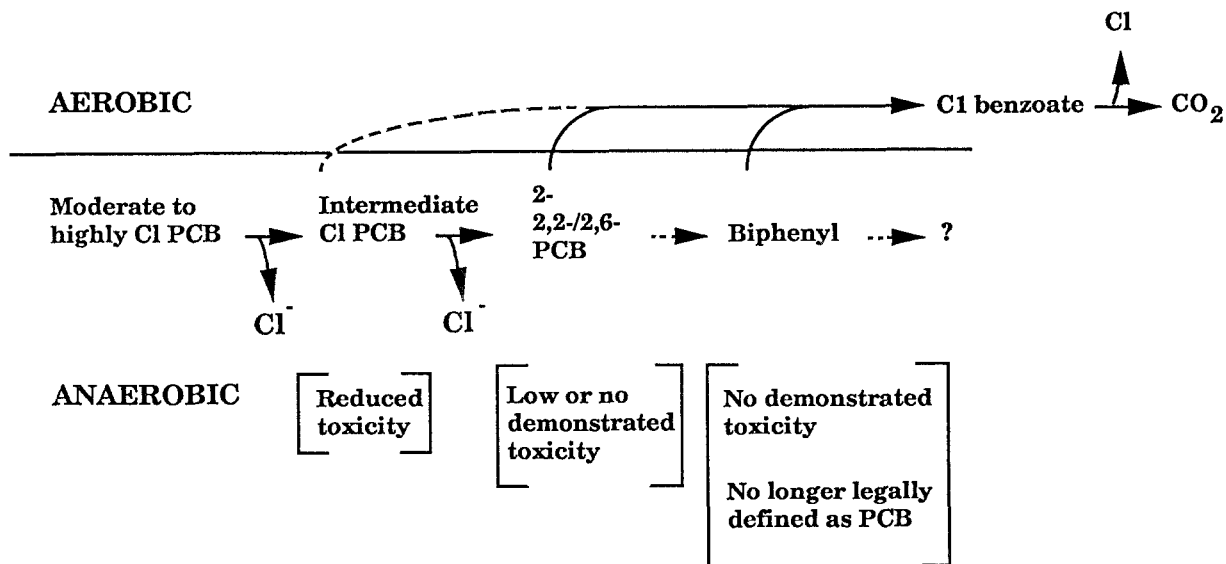 Cl
AEROBIC
C1 benzoate
CO2
Moderate to
highly Cl PCB
Intermediate
Cl PCB
2-
2,2-/2,6-
PCB
Biphenyl
?
Cl-
Cl-
ANAEROBIC
Reduced
toxicity
Low or no
demonstrated
toxicity
No demonstrated
toxicity
No longer legally
defined as PCB